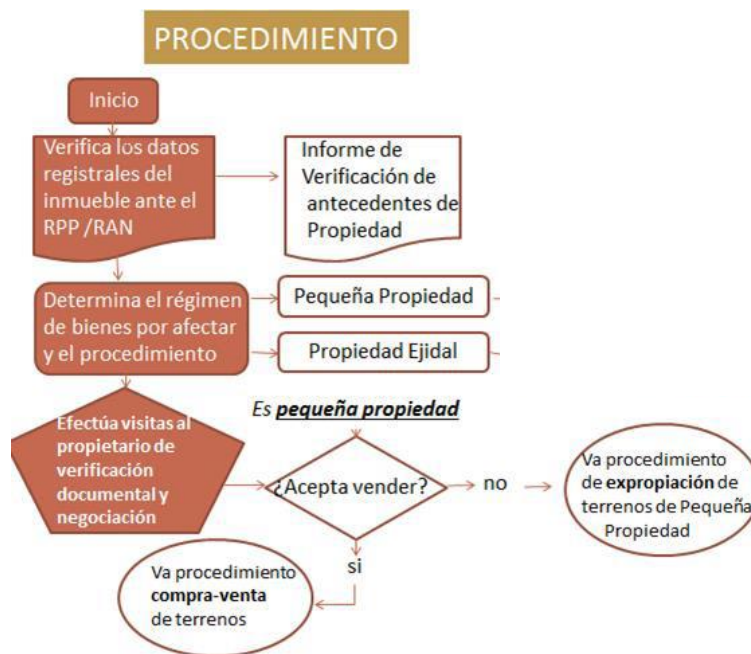 PROCEDIMIENTO
Inicio
Verifica los datos
registrales del
inmueble ante el
RPP /RAN
Informe de
Verificación de
antecedentes de
Propiedad
Determina el régimen
de bienes por afectar
y el procedimiento
Pequeña Propiedad
Propiedad Ejidal
Efectúa visitas al
propietario de
verificación
documental y
negociación
Es pequeña propiedad
¿Acepta vender?
no
Va procedimiento
de expropiación de
terrenos de Pequeña
Propiedad
si
Va procedimiento
compra-venta
de terrenos